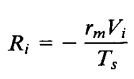 R_i = - \frac{r_m V_i}{T_s}